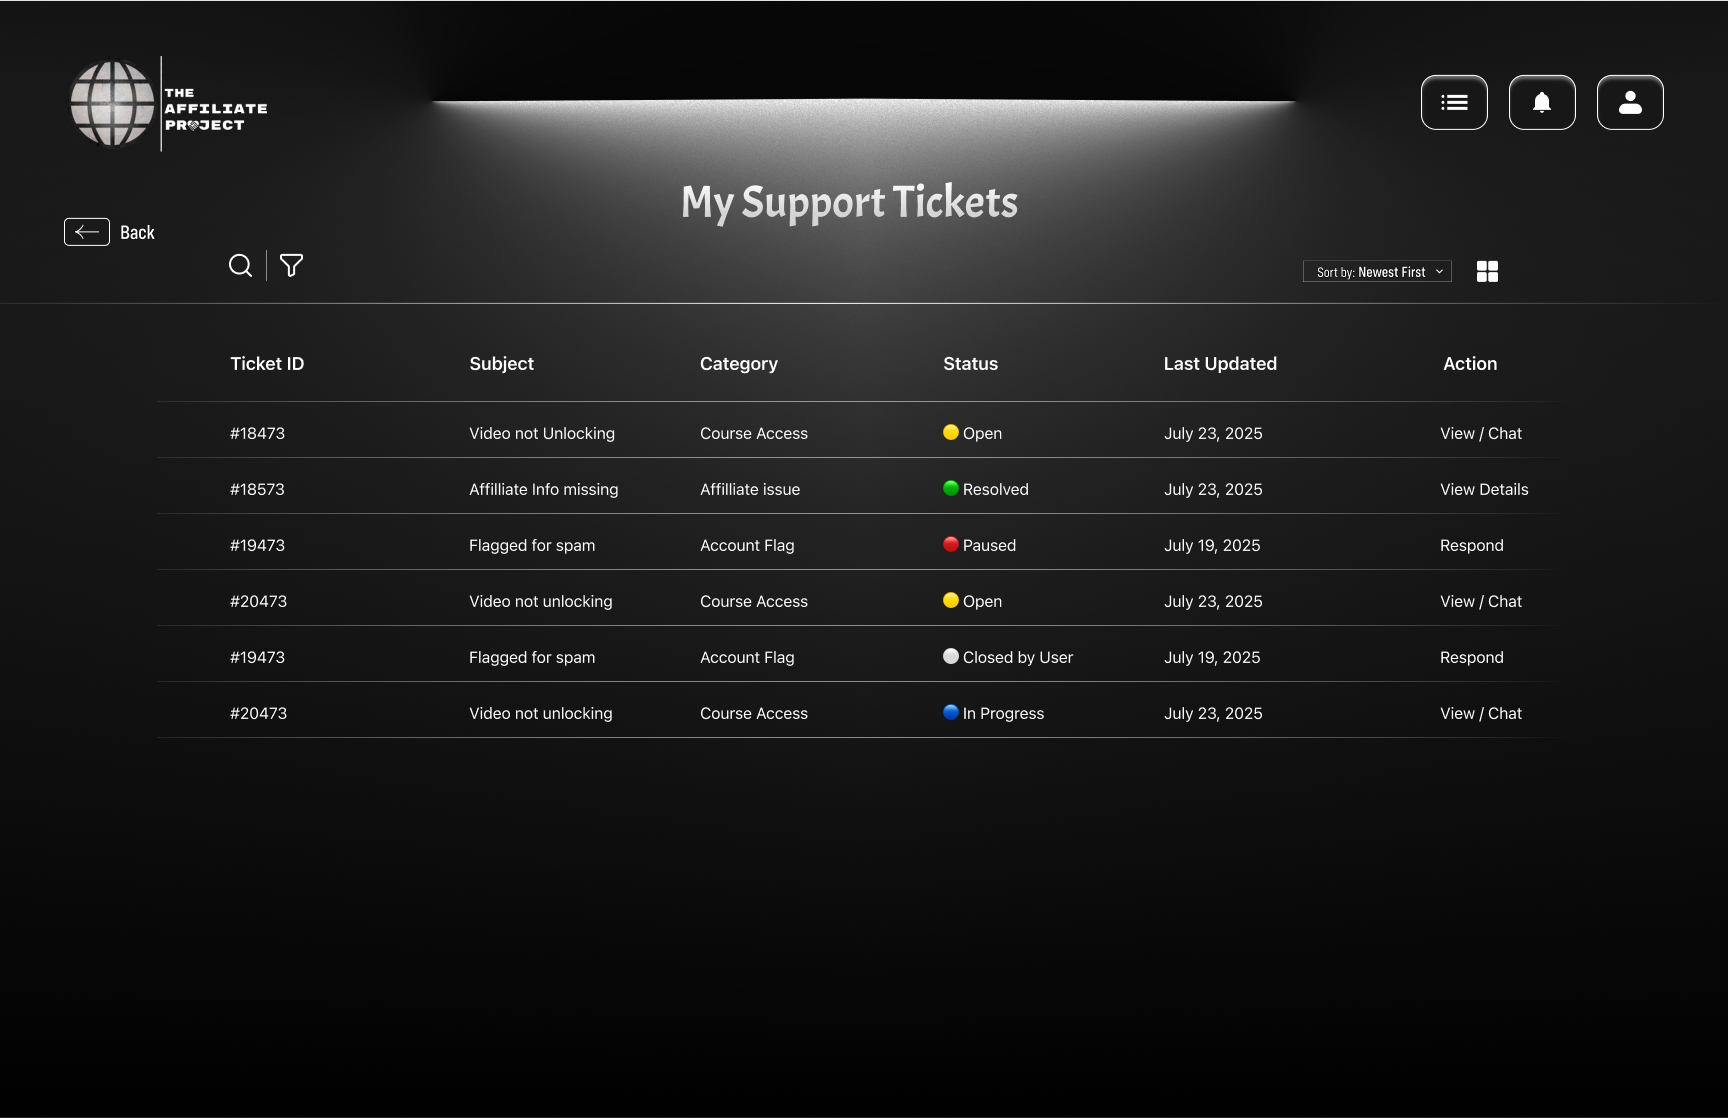 THE
AFFILIATE
PROJECT
My Support Tickets
Back
Sort by: Newest First
Ticket ID Subject Category Status Last Updated Action
#18473 Video not Unlocking Course Access Open July 23, 2025 View / Chat
#18573 Affilliate Info missing Affilliate issue Resolved July 23, 2025 View Details
#19473 Flagged for spam Account Flag Paused July 19, 2025 Respond
#20473 Video not unlocking Course Access Open July 23, 2025 View / Chat
#19473 Flagged for spam Account Flag Closed by User July 19, 2025 Respond
#20473 Video not unlocking Course Access In Progress July 23, 2025 View / Chat